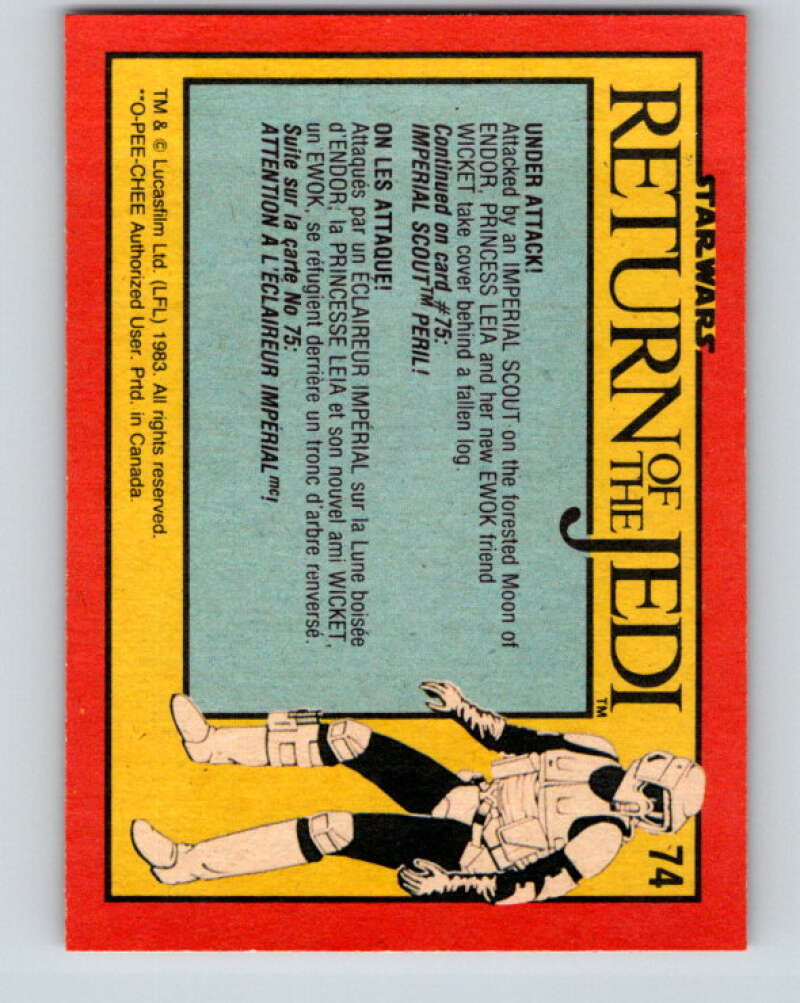 STAR WARS
RETURN OF THE JEDI™
74
UNDER ATTACK!
Attacked by an IMPERIAL SCOUT on the forested Moon of
ENDOR, PRINCESS LEIA and her new EWOK friend
WICKET take cover behind a fallen log.
Continued on card #75:
IMPERIAL SCOUT™ PERIL!
ON LES ATTAQUE!
Attaqués par un ÉCLAIREUR IMPÉRIAL sur la Lune boisée
d'ENDOR; la PRINCESSE LEIA et son nouvel ami WICKET,
un EWOK, se réfugient derrière un tronc d'arbre renversé.
Suite sur la carte No 75:
ATTENTION À L'ÉCLAIREUR IMPÉRIAL mc!
TM & © Lucasfilm Ltd. (LFL) 1983. All rights reserved.
**O-PEE-CHEE Authorized User. Prtd. in Canada.